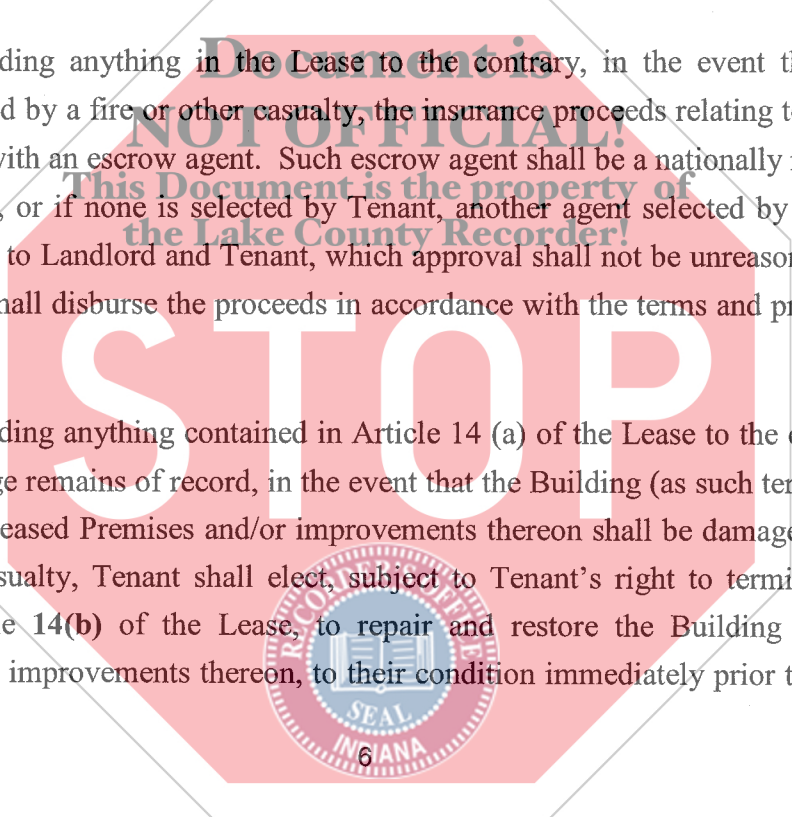 Document is
NOT OFFICIAL!
This Document is the property of
the Lake County Recorder!
STOP
ding anything in the Lease to the contrary, in the event th
d by a fire or other casualty, the insurance proceeds relating t
with an escrow agent. Such escrow agent shall be a nationally
, or if none is selected by Tenant, another agent selected by
to Landlord and Tenant, which approval shall not be unreason
hall disburse the proceeds in accordance with the terms and pr
ding anything contained in Article 14 (a) of the Lease to the
ge remains of record, in the event that the Building (as such ter
eased Premises and/or improvements thereon shall be damage
sualty, Tenant shall elect, subject to Tenant's right to termi
e 14(b) of the Lease, to repair and restore the Building
improvements thereon, to their condition immediately prior t
RECORDER'S OFFICE
SEAL
INDIANA
6